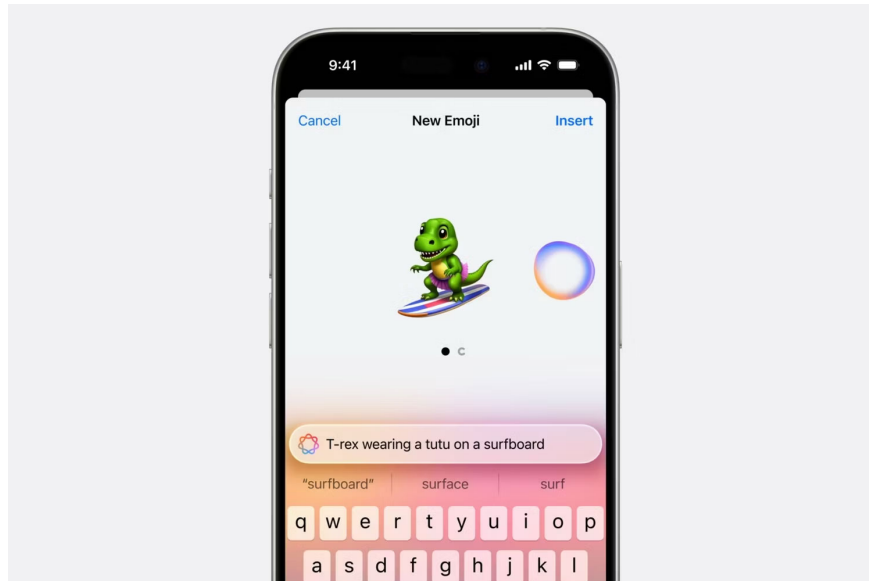 9:41
Cancel New Emoji Insert
T-rex wearing a tutu on a surfboard
“surfboard” surface surf
q w e r t y u i o p
a s d f g h j k l